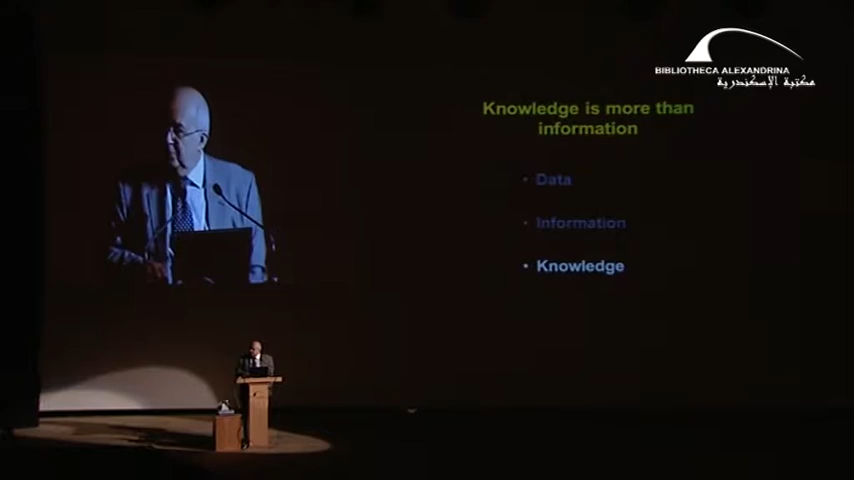 BIBLIOTHECA ALEXANDRINA
مكتبة الإسكندرية
Knowledge is more than
information
• Data
• Information
• Knowledge